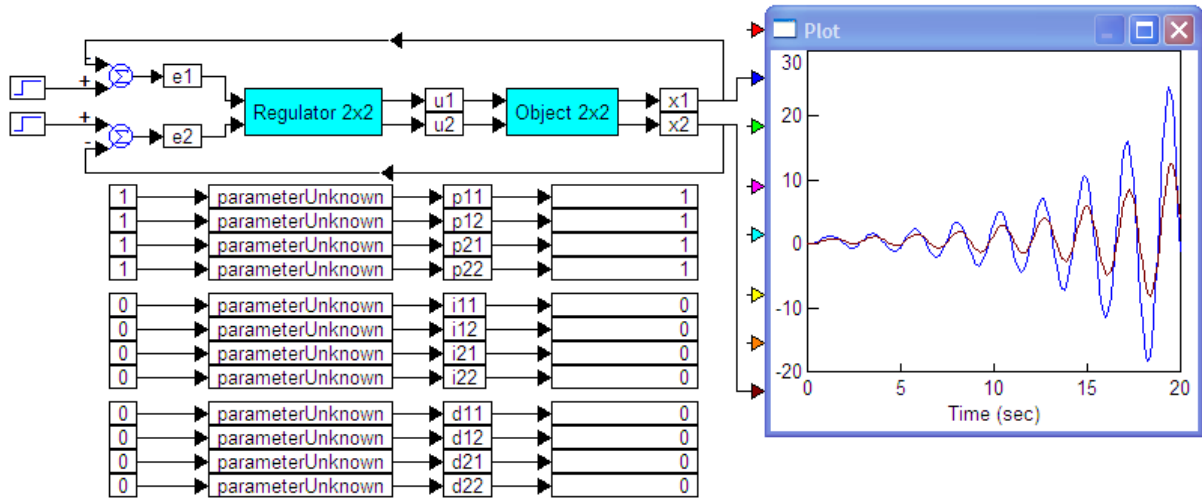 Plot
- + Σ e1
+ - Σ e2
Regulator 2x2
u1
u2
Object 2x2
x1
x2
1 parameterUnknown p11 1
1 parameterUnknown p12 1
1 parameterUnknown p21 1
1 parameterUnknown p22 1
0 parameterUnknown i11 0
0 parameterUnknown i12 0
0 parameterUnknown i21 0
0 parameterUnknown i22 0
0 parameterUnknown d11 0
0 parameterUnknown d12 0
0 parameterUnknown d21 0
0 parameterUnknown d22 0
30
20
10
0
-10
-20
0 5 10 15 20
Time (sec)